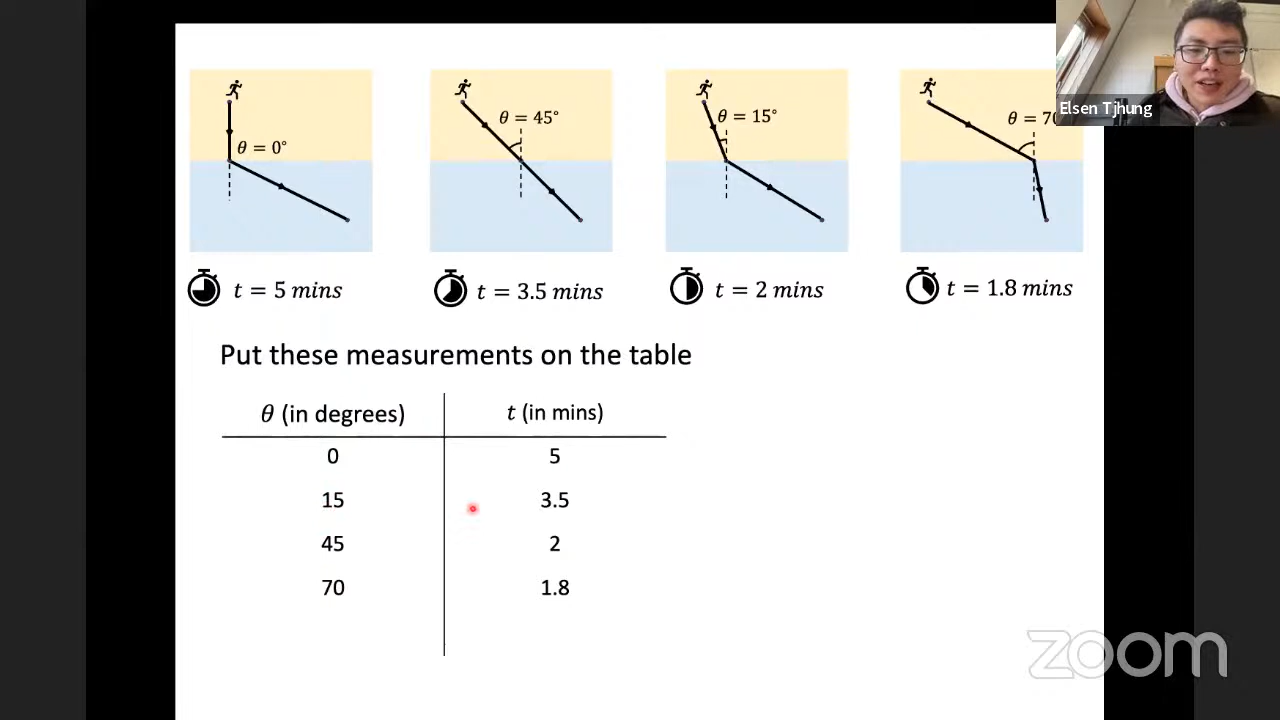 θ = 0°
θ = 45°
θ = 15°
θ = 70
Elsen Tjhung
t = 5 mins
t = 3.5 mins
t = 2 mins
t = 1.8 mins
Put these measurements on the table
θ (in degrees) t (in mins)
0 5
15 3.5
45 2
70 1.8
zoom